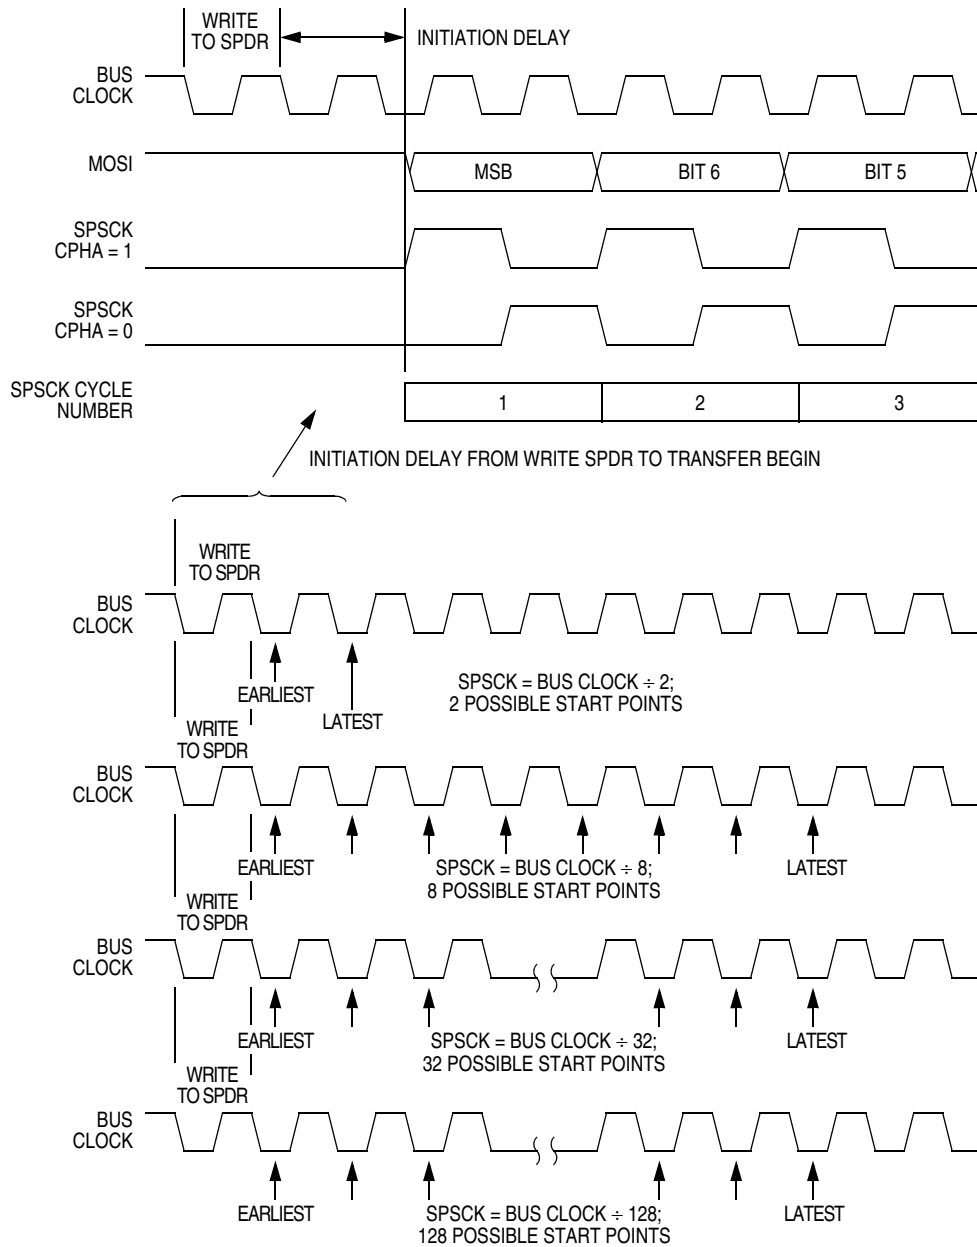 WRITE
TO SPDR
INITIATION DELAY
BUS
CLOCK
MOSI
MSB
BIT 6
BIT 5
SPSCK
CPHA = 1
SPSCK
CPHA = 0
SPSCK CYCLE
NUMBER
1
2
3
INITIATION DELAY FROM WRITE SPDR TO TRANSFER BEGIN
WRITE
TO SPDR
BUS
CLOCK
EARLIEST
LATEST
SPSCK = BUS CLOCK ÷ 2;
2 POSSIBLE START POINTS
WRITE
TO SPDR
BUS
CLOCK
EARLIEST
SPSCK = BUS CLOCK ÷ 8;
8 POSSIBLE START POINTS
LATEST
WRITE
TO SPDR
BUS
CLOCK
EARLIEST
SPSCK = BUS CLOCK ÷ 32;
32 POSSIBLE START POINTS
LATEST
WRITE
TO SPDR
BUS
CLOCK
EARLIEST
SPSCK = BUS CLOCK ÷ 128;
128 POSSIBLE START POINTS
LATEST